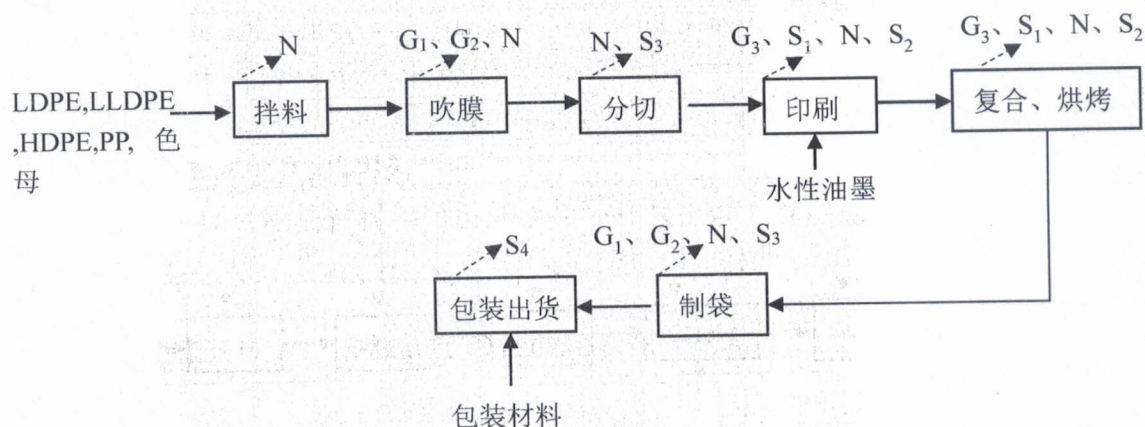 N
G₁、G₂、N
N、S₃
G₃、S₁、N、S₂
G₃、S₁、N、S₂
LDPE,LLDPE
,HDPE,PP, 色
母
拌料
吹膜
分切
印刷
复合、烘烤
水性油墨
S₄
G₁、G₂、N、S₃
包装出货
制袋
包装材料